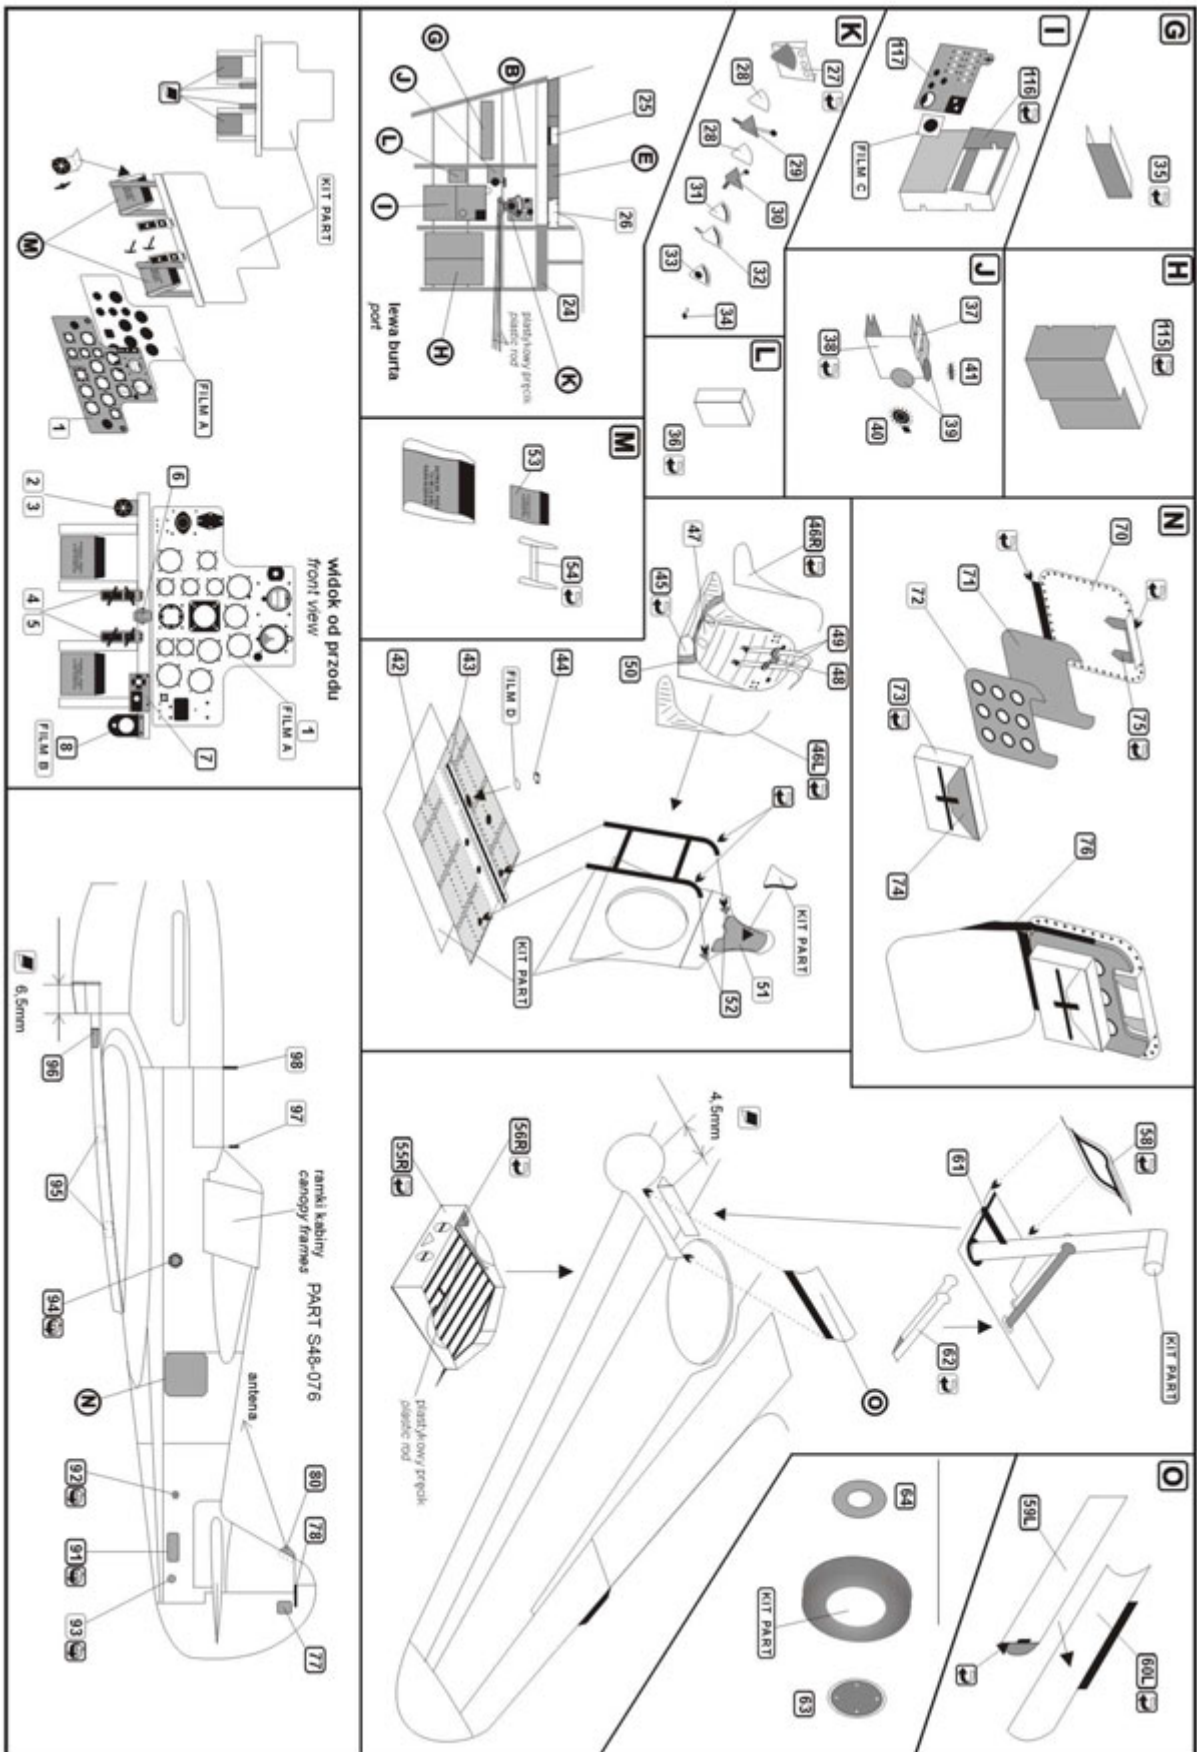 G
35
H
115
I
116
117
FILM C
J
37
38
39
40
41
K
27
28
29
28
30
31
32
33
34
L
36
N
70
71
72
73
74
75
76
58
61
62
KIT PART
O
59L
60L
64
KIT PART
63
25
E
26
B
G
J
L
I
24
K
H
plastykowy pręcik
plastic rod
lewa burta
port
M
53
54
46R
47
45
49
48
50
46L
44
FILM D
43
42
KIT PART
KIT PART
51
52
4,5mm
O
56R
55R
plastykowy pręcik
plastic rod
KIT PART
M
FILM A
1
widok od przodu
front view
1
FILM A
6
7
2
3
4
5
8
FILM B
98
97
ramki kabiny
canopy frames
PART S48-076
antena
80
78
77
6,5mm
96
95
94
N
92
91
93